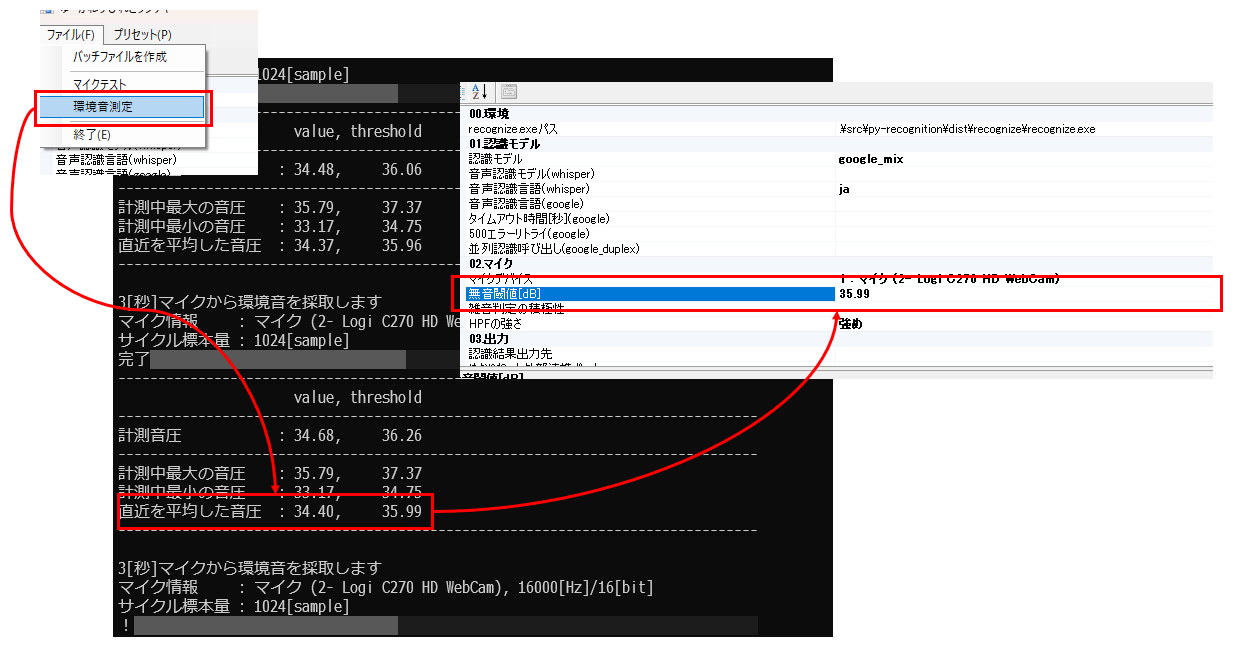 ファイル(F) プリセット(P)
バッチファイルを作成
マイクテスト
環境音測定
終了(E)
音声認識言語(whisper)
音声認識言語(google)
1024[sample]
value, threshold
: 34.48, 36.06
計測中最大の音圧 : 35.79, 37.37
計測中最小の音圧 : 33.17, 34.75
直近を平均した音圧 : 34.37, 35.96
3[秒]マイクから環境音を採取します
マイク情報 : マイク (2- Logi C270 HD We
サイクル標本量 : 1024[sample]
完了
value, threshold
計測音圧 : 34.68, 36.26
計測中最大の音圧 : 35.79, 37.37
計測中最小の音圧 : 33.17, 34.75
直近を平均した音圧 : 34.40, 35.99
3[秒]マイクから環境音を採取します
マイク情報 : マイク (2- Logi C270 HD WebCam), 16000[Hz]/16[bit]
サイクル標本量 : 1024[sample]
!
00.環境
recognize.exeパス ¥src¥py-recognition¥dist¥recognize¥recognize.exe
01.認識モデル
認識モデル google_mix
音声認識モデル(whisper)
音声認識言語(whisper) ja
音声認識言語(google)
タイムアウト時間[秒](google)
500エラーリトライ(google)
並列認識呼び出し(google_duplex)
02.マイク
マイクデバイス 1 : マイク (2- Logi C270 HD WebCam)
無音閾値[dB] 35.99
雑音判定の積極性
HPFの強さ 強め
03.出力
認識結果出力先
音閾値[dB]